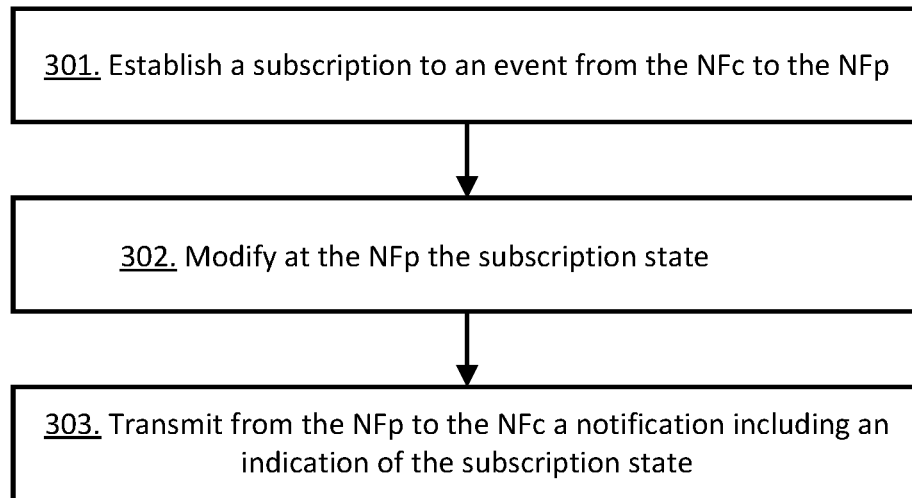 301. Establish a subscription to an event from the NFc to the NFp
302. Modify at the NFp the subscription state
303. Transmit from the NFp to the NFc a notification including an
indication of the subscription state